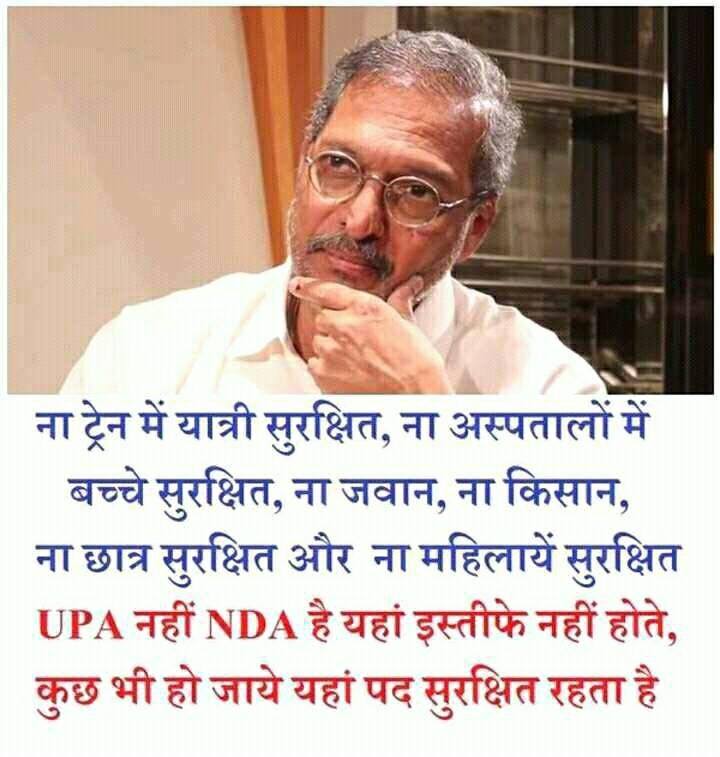 ना ट्रेन में यात्री सुरक्षित, ना अस्पतालों में
बच्चे सुरक्षित, ना जवान, ना किसान,
ना छात्र सुरक्षित और ना महिलायें सुरक्षित
UPA नहीं NDA है यहां इस्तीफे नहीं होते,
कुछ भी हो जाये यहां पद सुरक्षित रहता है